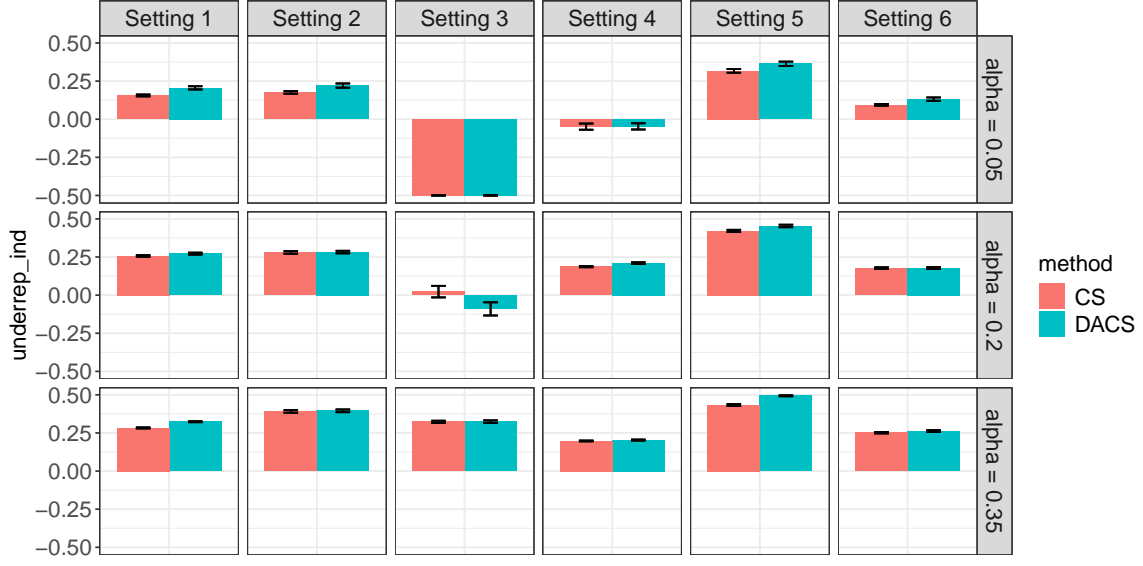 Setting 1 Setting 2 Setting 3 Setting 4 Setting 5 Setting 6
0.50
0.25
0.00
−0.25
−0.50
alpha = 0.05
0.50
0.25
0.00
−0.25
−0.50
alpha = 0.2
0.50
0.25
0.00
−0.25
−0.50
alpha = 0.35
underrep_ind
method
CS
DACS